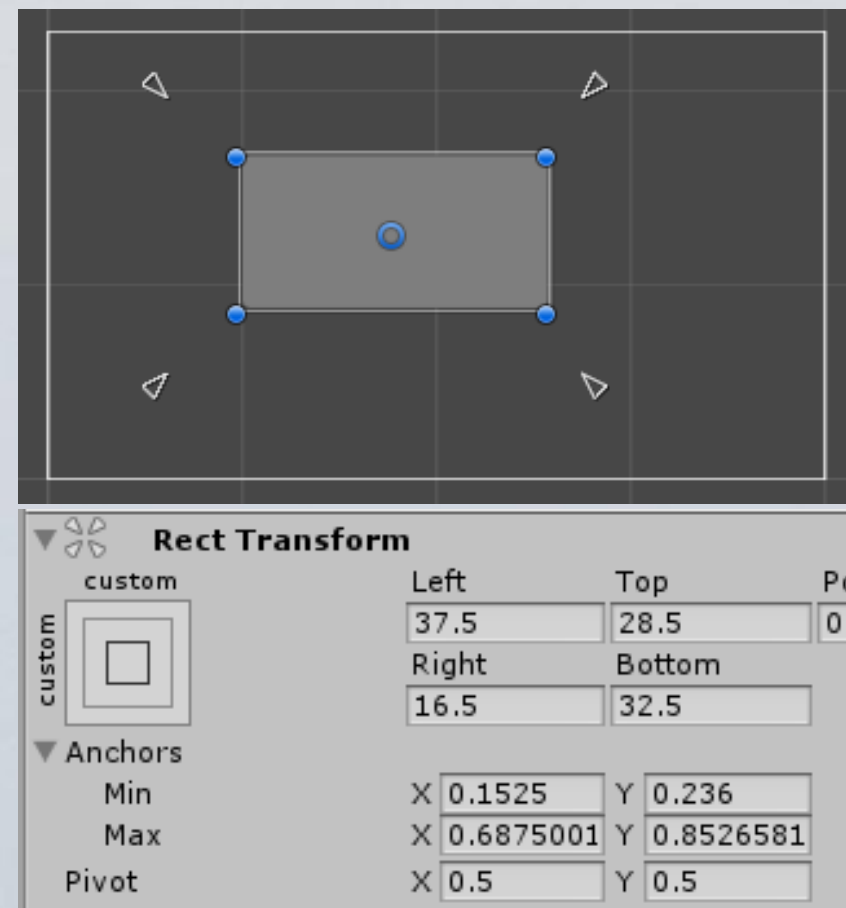 Rect Transform
custom
custom
Left Top
37.5 28.5 0
Right Bottom
16.5 32.5
Anchors
Min X 0.1525 Y 0.236
Max X 0.6875001 Y 0.8526581
Pivot X 0.5 Y 0.5